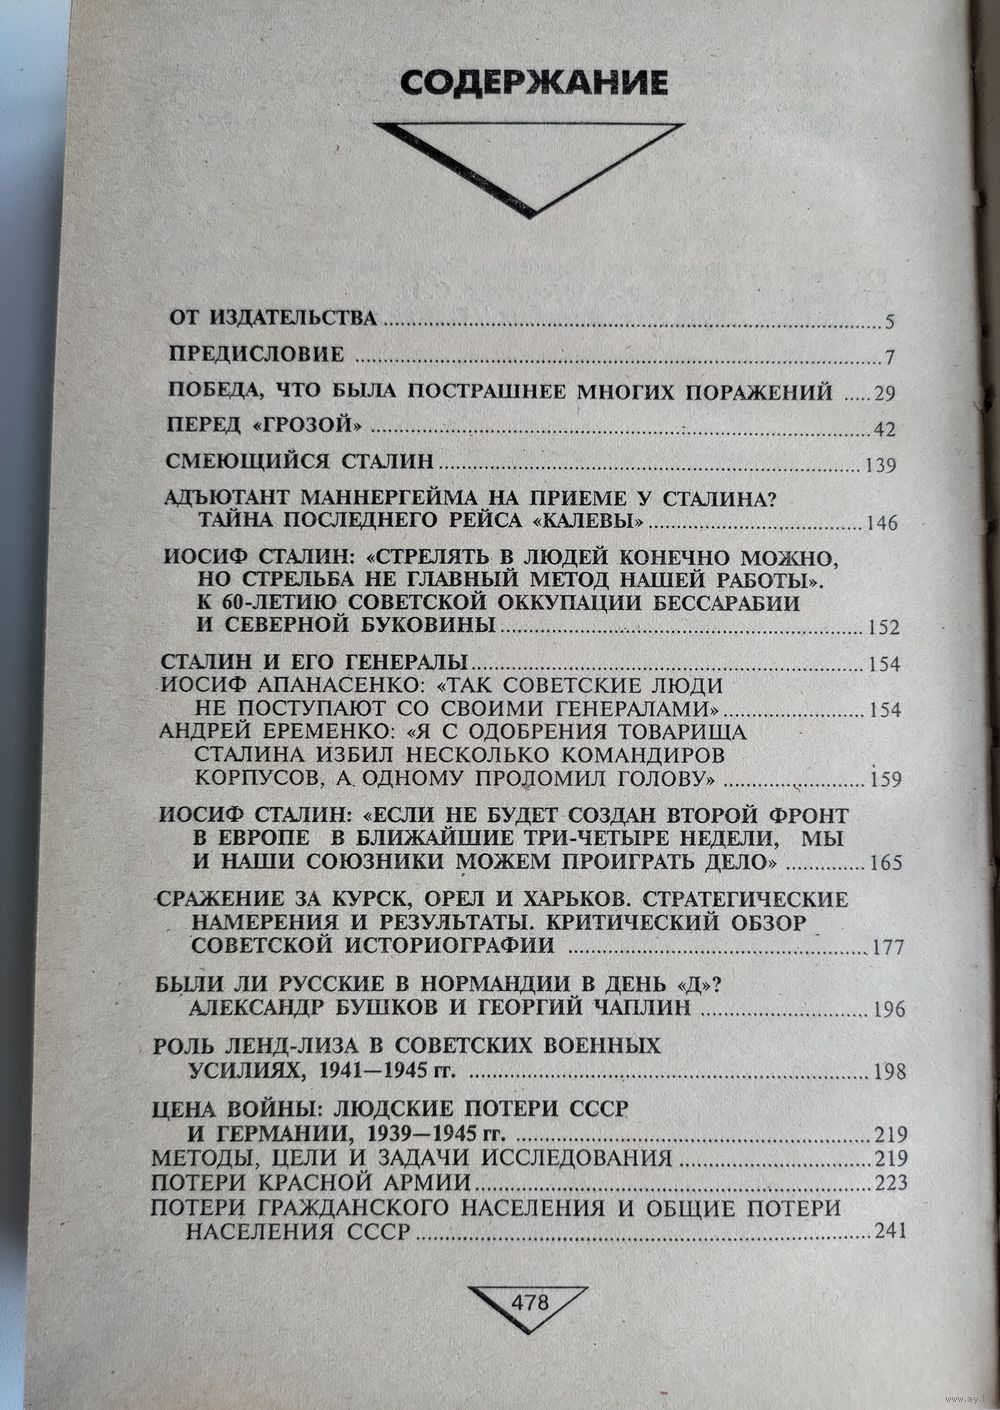 СОДЕРЖАНИЕ
ОТ ИЗДАТЕЛЬСТВА ........ 5
ПРЕДИСЛОВИЕ ........ 7
ПОБЕДА, ЧТО БЫЛА ПОСТРАШНЕЕ МНОГИХ ПОРАЖЕНИЙ ..... 29
ПЕРЕД «ГРОЗОЙ» ........ 42
СМЕЮЩИЙСЯ СТАЛИН ........ 139
АДЪЮТАНТ МАННЕРГЕЙМА НА ПРИЕМЕ У СТАЛИНА?
ТАЙНА ПОСЛЕДНЕГО РЕЙСА «КАЛЕВЫ» ........ 146
ИОСИФ СТАЛИН: «СТРЕЛЯТЬ В ЛЮДЕЙ КОНЕЧНО МОЖНО,
НО СТРЕЛЬБА НЕ ГЛАВНЫЙ МЕТОД НАШЕЙ РАБОТЫ».
К 60-ЛЕТИЮ СОВЕТСКОЙ ОККУПАЦИИ БЕССАРАБИИ
И СЕВЕРНОЙ БУКОВИНЫ ........ 152
СТАЛИН И ЕГО ГЕНЕРАЛЫ ........ 154
ИОСИФ АПАНАСЕНКО: «ТАК СОВЕТСКИЕ ЛЮДИ
НЕ ПОСТУПАЮТ СО СВОИМИ ГЕНЕРАЛАМИ» ........ 154
АНДРЕЙ ЕРЕМЕНКО: «Я С ОДОБРЕНИЯ ТОВАРИЩА
СТАЛИНА ИЗБИЛ НЕСКОЛЬКО КОМАНДИРОВ
КОРПУСОВ, А ОДНОМУ ПРОЛОМИЛ ГОЛОВУ» ........ 159
ИОСИФ СТАЛИН: «ЕСЛИ НЕ БУДЕТ СОЗДАН ВТОРОЙ ФРОНТ
В ЕВРОПЕ В БЛИЖАЙШИЕ ТРИ-ЧЕТЫРЕ НЕДЕЛИ, МЫ
И НАШИ СОЮЗНИКИ МОЖЕМ ПРОИГРАТЬ ДЕЛО» ........ 165
СРАЖЕНИЕ ЗА КУРСК, ОРЕЛ И ХАРЬКОВ. СТРАТЕГИЧЕСКИЕ
НАМЕРЕНИЯ И РЕЗУЛЬТАТЫ. КРИТИЧЕСКИЙ ОБЗОР
СОВЕТСКОЙ ИСТОРИОГРАФИИ ........ 177
БЫЛИ ЛИ РУССКИЕ В НОРМАНДИИ В ДЕНЬ «Д»?
АЛЕКСАНДР БУШКОВ И ГЕОРГИЙ ЧАПЛИН ........ 196
РОЛЬ ЛЕНД-ЛИЗА В СОВЕТСКИХ ВОЕННЫХ
УСИЛИЯХ, 1941—1945 гг. ........ 198
ЦЕНА ВОЙНЫ: ЛЮДСКИЕ ПОТЕРИ СССР
И ГЕРМАНИИ, 1939—1945 гг. ........ 219
МЕТОДЫ, ЦЕЛИ И ЗАДАЧИ ИССЛЕДОВАНИЯ ........ 219
ПОТЕРИ КРАСНОЙ АРМИИ ........ 223
ПОТЕРИ ГРАЖДАНСКОГО НАСЕЛЕНИЯ И ОБЩИЕ ПОТЕРИ
НАСЕЛЕНИЯ СССР ........ 241
478